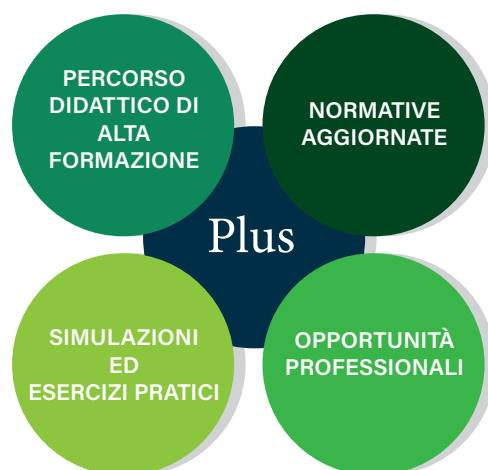 PERCORSO
DIDATTICO DI
ALTA
FORMAZIONE
NORMATIVE
AGGIORNATE
Plus
SIMULAZIONI
ED
ESERCIZI PRATICI
OPPORTUNITÀ
PROFESSIONALI